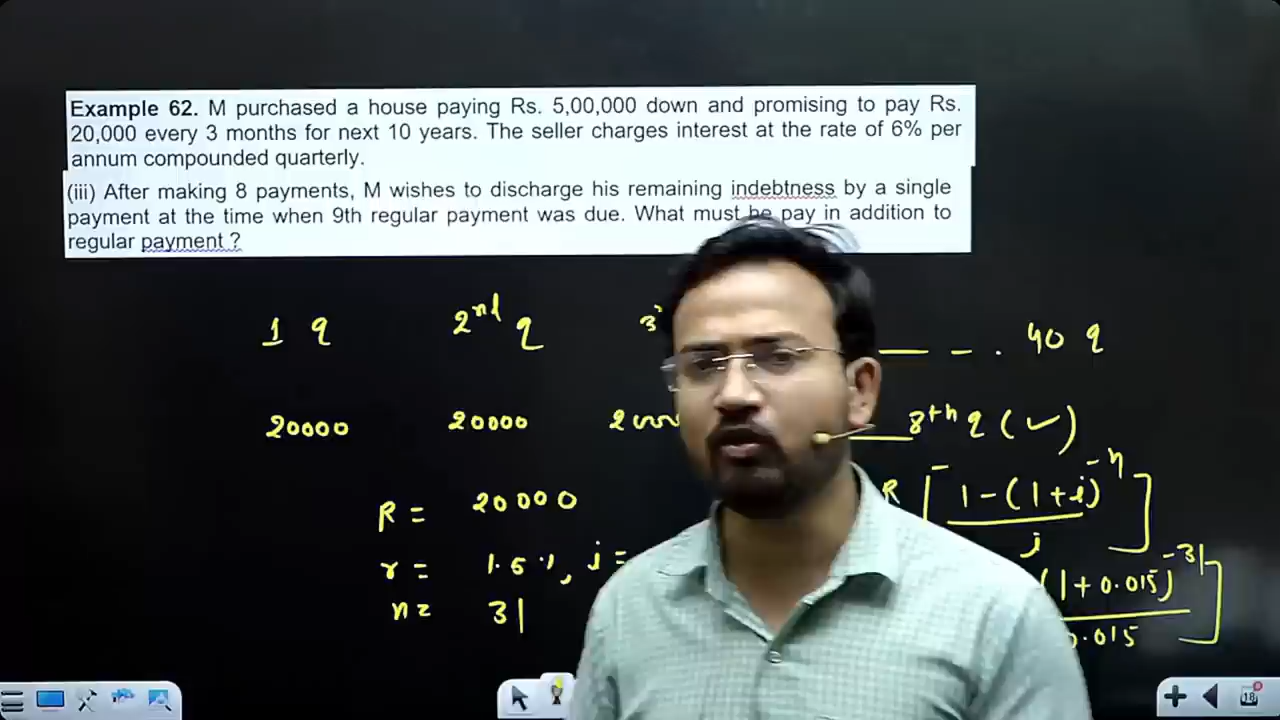 Example 62. M purchased a house paying Rs. 5,00,000 down and promising to pay Rs.
20,000 every 3 months for next 10 years. The seller charges interest at the rate of 6% per
annum compounded quarterly.
(iii) After making 8 payments, M wishes to discharge his remaining indebtness by a single
payment at the time when 9th regular payment was due. What must be pay in addition to
regular payment ?
1 q 2nd q 3 — - . 40 q
20000 20000 8th q (✓)
R = 20000 R [1-(1+i)^-n / i]
r = 1.5%, i = (1+0.015)^-31
n = 31 0.015]
18